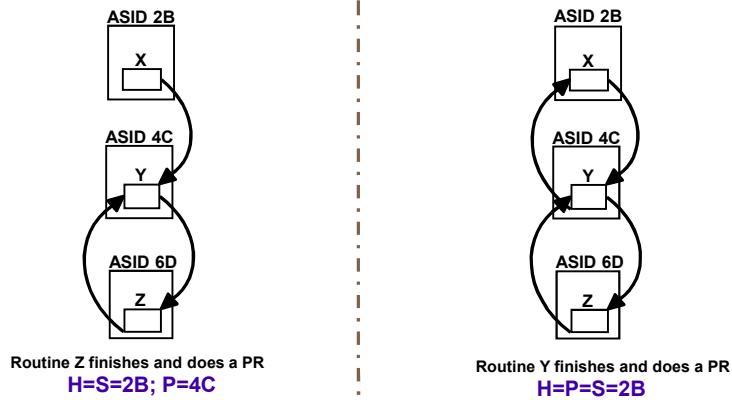 ASID 2B
X
ASID 4C
Y
ASID 6D
Z
Routine Z finishes and does a PR
H=S=2B; P=4C
ASID 2B
X
ASID 4C
Y
ASID 6D
Z
Routine Y finishes and does a PR
H=P=S=2B